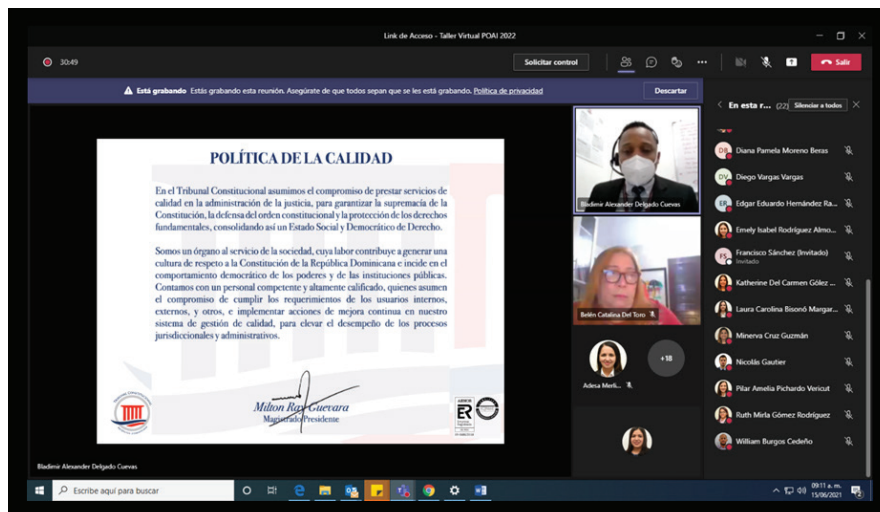 Link de Acceso - Taller Virtual POAI 2022
30:49
Solicitar control
Salir
Está grabando Estás grabando esta reunión. Asegúrate de que todos sepan que se les está grabando. Política de privacidad
Descartar
POLÍTICA DE LA CALIDAD
En el Tribunal Constitucional asumimos el compromiso de prestar servicios de
calidad en la administración de la justicia, para garantizar la supremacía de la
Constitución, la defensa del orden constitucional y la protección de los derechos
fundamentales, consolidando así un Estado Social y Democrático de Derecho.
Somos un órgano al servicio de la sociedad, cuya labor contribuye a generar una
cultura de respeto a la Constitución de la República Dominicana e incide en el
comportamiento democrático de los poderes y de las instituciones públicas.
Contamos con un personal competente y altamente calificado, quienes asumen
el compromiso de cumplir los requerimientos de los usuarios internos,
externos, y otros, e implementar acciones de mejora continua en nuestro
sistema de gestión de calidad, para elevar el desempeño de los procesos
jurisdiccionales y administrativos.
Milton Ray Guevara
Magistrado Presidente
ER
Bladimir Alexander Delgado Cuevas
Bladimir Alexander Delgado Cuevas
Belén Catalina Del Toro
Adesa Merli...
+18
En esta r... (22)
Silenciar a todos
DB Diana Pamela Moreno Beras
DV Diego Vargas Vargas
ER Edgar Eduardo Hernández Ra...
Emely Isabel Rodríguez Almo...
FS Francisco Sánchez (Invitado)
Invitado
Katherine Del Carmen Gólez ...
Laura Carolina Bisonó Margar...
Minerva Cruz Guzmán
Nicolás Gautier
Pilar Amelia Pichardo Vericut
Ruth Mirla Gómez Rodríguez
William Burgos Cedeño
Escribe aquí para buscar
09:11 a. m.
15/06/2021